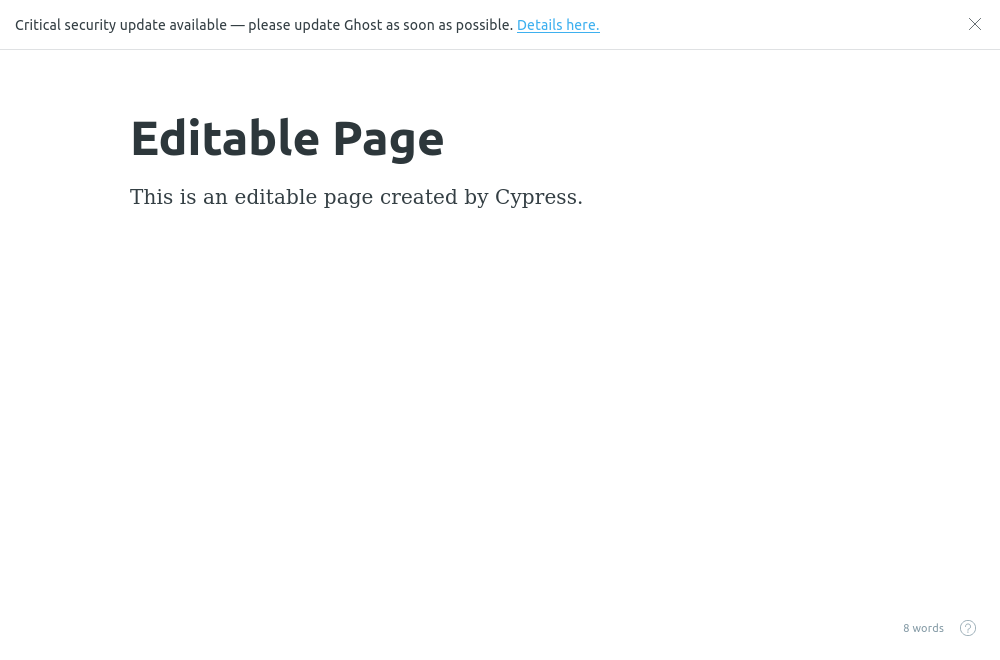 Critical security update available — please update Ghost as soon as possible. Details here.
Editable Page
This is an editable page created by Cypress.
8 words
?